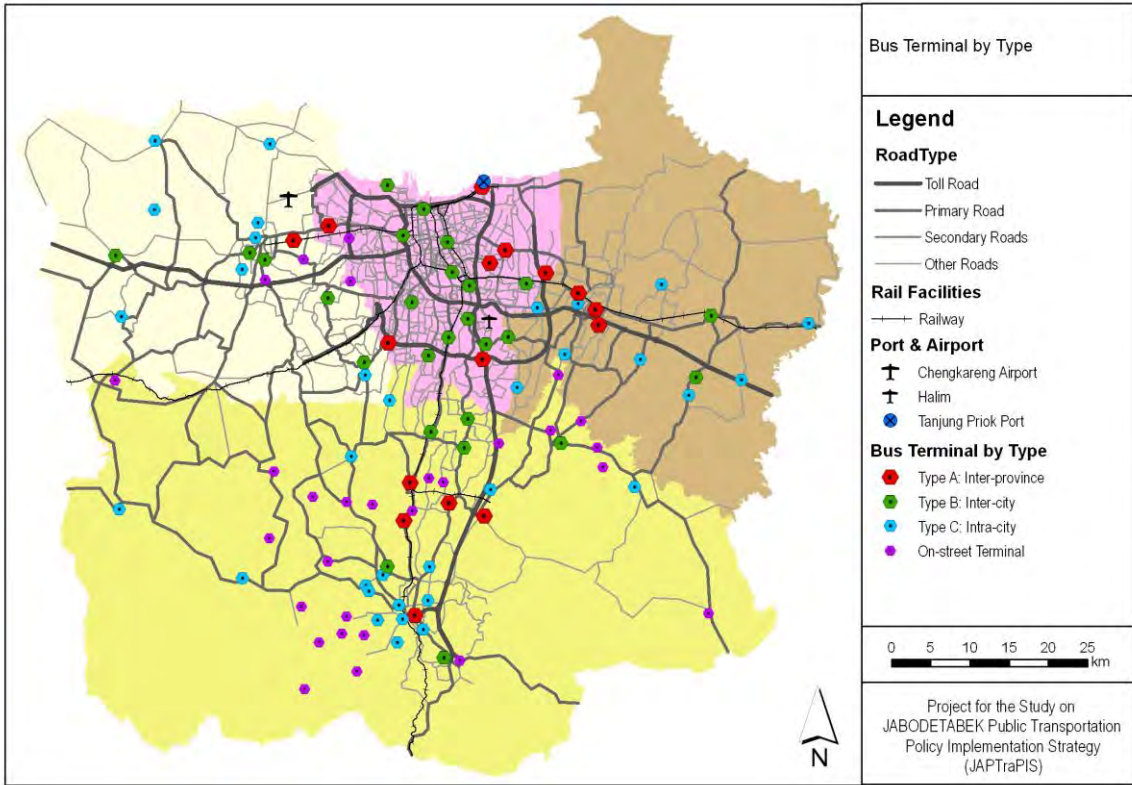 Bus Terminal by Type
Legend
RoadType
Toll Road
Primary Road
Secondary Roads
Other Roads
Rail Facilities
Railway
Port & Airport
Chengkareng Airport
Halim
Tanjung Priok Port
Bus Terminal by Type
Type A: Inter-province
Type B: Inter-city
Type C: Intra-city
On-street Terminal
0 5 10 15 20 25
km
Project for the Study on
JABODETABEK Public Transportation
Policy Implementation Strategy
(JAPTraPIS)
N